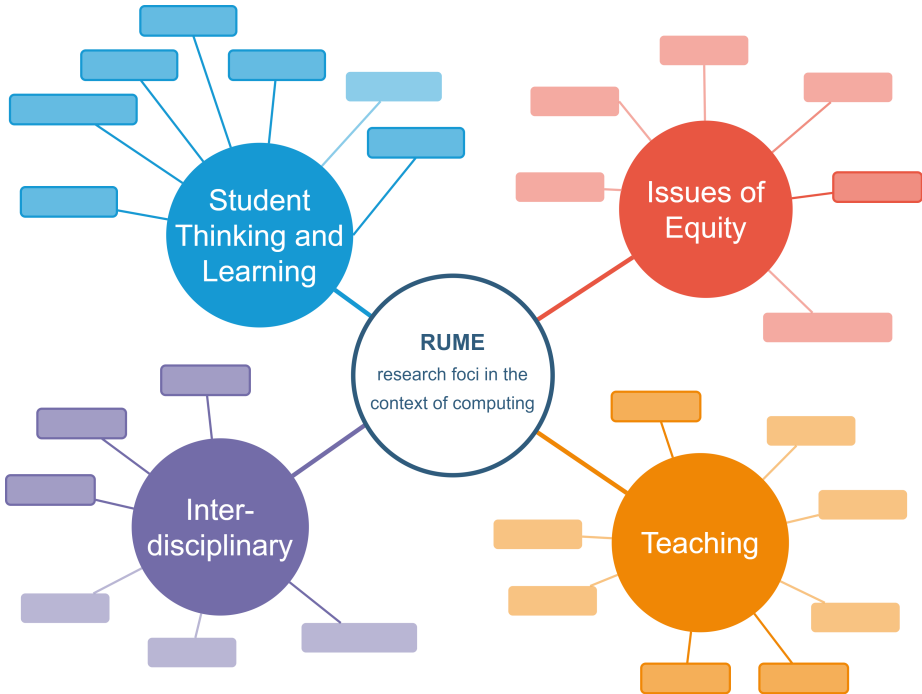 Student
Thinking and
Learning
Issues of
Equity
RUME
research foci in the
context of computing
Inter-
disciplinary
Teaching